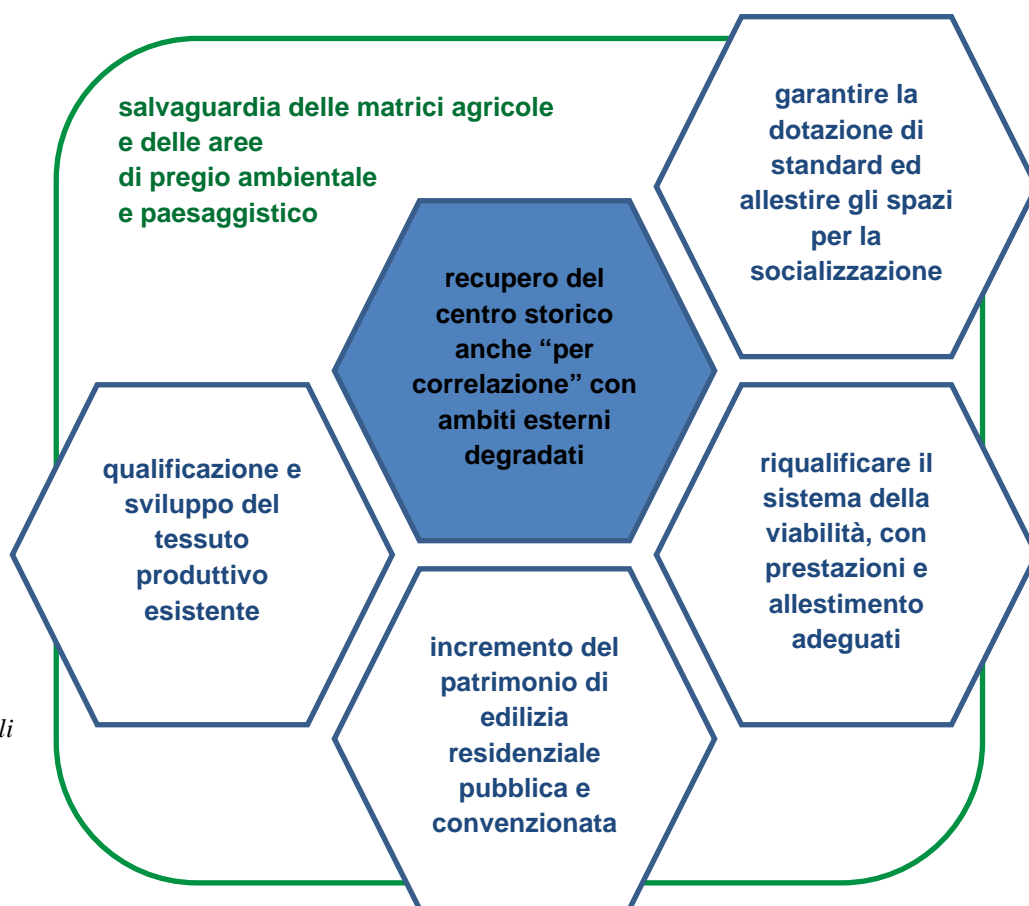 salvaguardia delle matrici agricole
e delle aree
di pregio ambientale
e paesaggistico
garantire la
dotazione di
standard ed
allestire gli spazi
per la
socializzazione
recupero del
centro storico
anche “per
correlazione” con
ambiti esterni
degradati
qualificazione e
sviluppo del
tessuto
produttivo
esistente
riqualificare il
sistema della
viabilità, con
prestazioni e
allestimento
adeguati
incremento del
patrimonio di
edilizia
residenziale
pubblica e
convenzionata